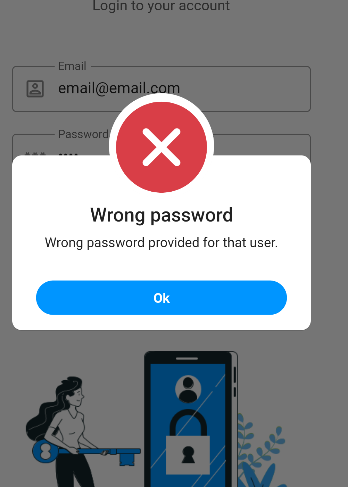 Login to your account
Email
email@email.com
Password
Wrong password
Wrong password provided for that user.
Ok